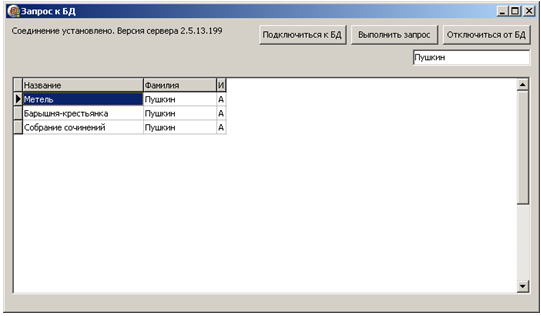 Запрос к БД
Соединение установлено. Версия сервера 2.5.13.199
Подключиться к БД Выполнить запрос Отключиться от БД
Пушкин
Название Фамилия И
Метель Пушкин А
Барышня-крестьянка Пушкин А
Собрание сочинений Пушкин А